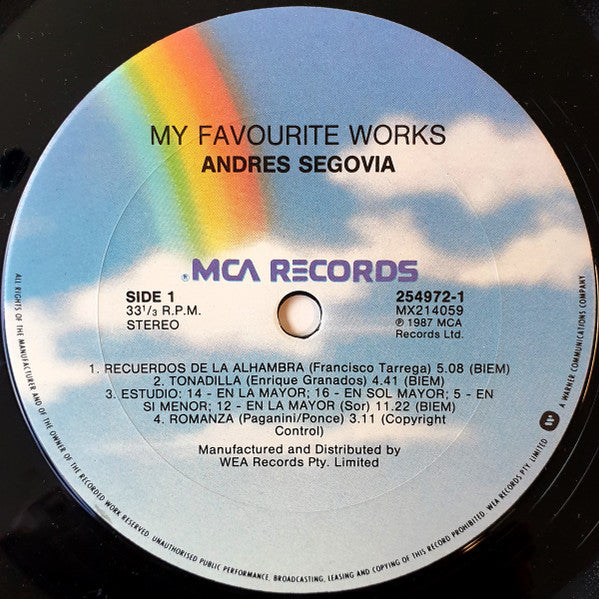 MY FAVOURITE WORKS
ANDRES SEGOVIA
® MCA RECORDS
SIDE 1
33⅓ R.P.M.
STEREO
254972-1
MX214059
℗ 1987 MCA
Records Ltd.
1. RECUERDOS DE LA ALHAMBRA (Francisco Tarrega) 5.08 (BIEM)
2. TONADILLA (Enrique Granados) 4.41 (BIEM)
3. ESTUDIO: 14 - EN LA MAYOR; 16 - EN SOL MAYOR; 5 - EN
SI MENOR; 12 - EN LA MAYOR (Sor) 11.22 (BIEM)
4. ROMANZA (Paganini/Ponce) 3.11 (Copyright
Control)
Manufactured and Distributed by
WEA Records Pty. Limited
ALL RIGHTS OF THE MANUFACTURER AND OF THE OWNER OF THE RECORDED WORK RESERVED. UNAUTHORISED PUBLIC PERFORMANCE, BROADCASTING, LEASING AND COPYING OF THIS RECORD PROHIBITED. WEA RECORDS PTY. LIMITED A WARNER COMMUNICATIONS COMPANY